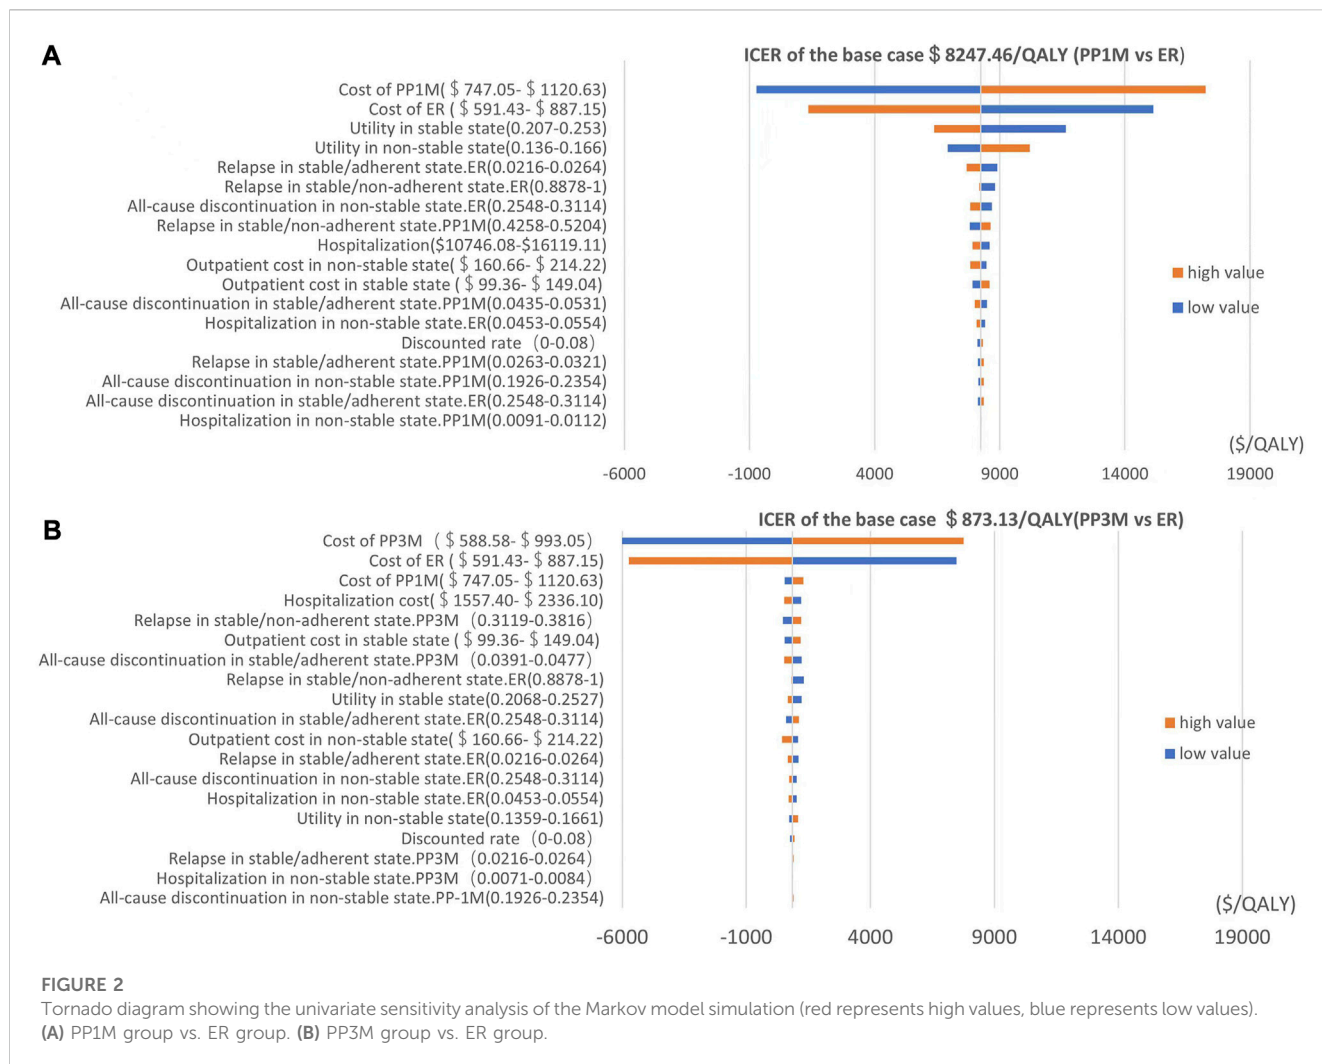 A
ICER of the base case $ 8247.46/QALY (PP1M vs ER)
Cost of PP1M( $ 747.05- $ 1120.63)
Cost of ER ( $ 591.43- $ 887.15)
Utility in stable state(0.207-0.253)
Utility in non-stable state(0.136-0.166)
Relapse in stable/adherent state.ER(0.0216-0.0264)
Relapse in stable/non-adherent state.ER(0.8878-1)
All-cause discontinuation in non-stable state.ER(0.2548-0.3114)
Relapse in stable/non-adherent state.PP1M(0.4258-0.5204)
Hospitalization($10746.08-$16119.11)
Outpatient cost in non-stable state( $ 160.66- $ 214.22)
Outpatient cost in stable state ( $ 99.36- $ 149.04)
All-cause discontinuation in stable/adherent state.PP1M(0.0435-0.0531)
Hospitalization in non-stable state.ER(0.0453-0.0554)
Discounted rate（0-0.08）
Relapse in stable/adherent state.PP1M(0.0263-0.0321)
All-cause discontinuation in non-stable state.PP1M(0.1926-0.2354)
All-cause discontinuation in stable/adherent state.ER(0.2548-0.3114)
Hospitalization in non-stable state.PP1M(0.0091-0.0112)
high value
low value
($/QALY)
-6000 -1000 4000 9000 14000 19000
B
ICER of the base case $ 873.13/QALY(PP3M vs ER)
Cost of PP3M （ $ 588.58- $ 993.05）
Cost of ER ( $ 591.43- $ 887.15)
Cost of PP1M( $ 747.05- $ 1120.63)
Hospitalization cost( $ 1557.40- $ 2336.10)
Relapse in stable/non-adherent state.PP3M（0.3119-0.3816）
Outpatient cost in stable state ( $ 99.36- $ 149.04)
All-cause discontinuation in stable/adherent state.PP3M（0.0391-0.0477）
Relapse in stable/non-adherent state.ER(0.8878-1)
Utility in stable state(0.2068-0.2527)
All-cause discontinuation in stable/adherent state.ER(0.2548-0.3114)
Outpatient cost in non-stable state( $ 160.66- $ 214.22)
Relapse in stable/adherent state.ER(0.0216-0.0264)
All-cause discontinuation in non-stable state.ER(0.2548-0.3114)
Hospitalization in non-stable state.ER(0.0453-0.0554)
Utility in non-stable state(0.1359-0.1661)
Discounted rate（0-0.08）
Relapse in stable/adherent state.PP3M（0.0216-0.0264）
Hospitalization in non-stable state.PP3M（0.0071-0.0084）
All-cause discontinuation in non-stable state.PP-1M(0.1926-0.2354)
high value
low value
($/QALY)
-6000 -1000 4000 9000 14000 19000
FIGURE 2
Tornado diagram showing the univariate sensitivity analysis of the Markov model simulation (red represents high values, blue represents low values).
(A) PP1M group vs. ER group. (B) PP3M group vs. ER group.